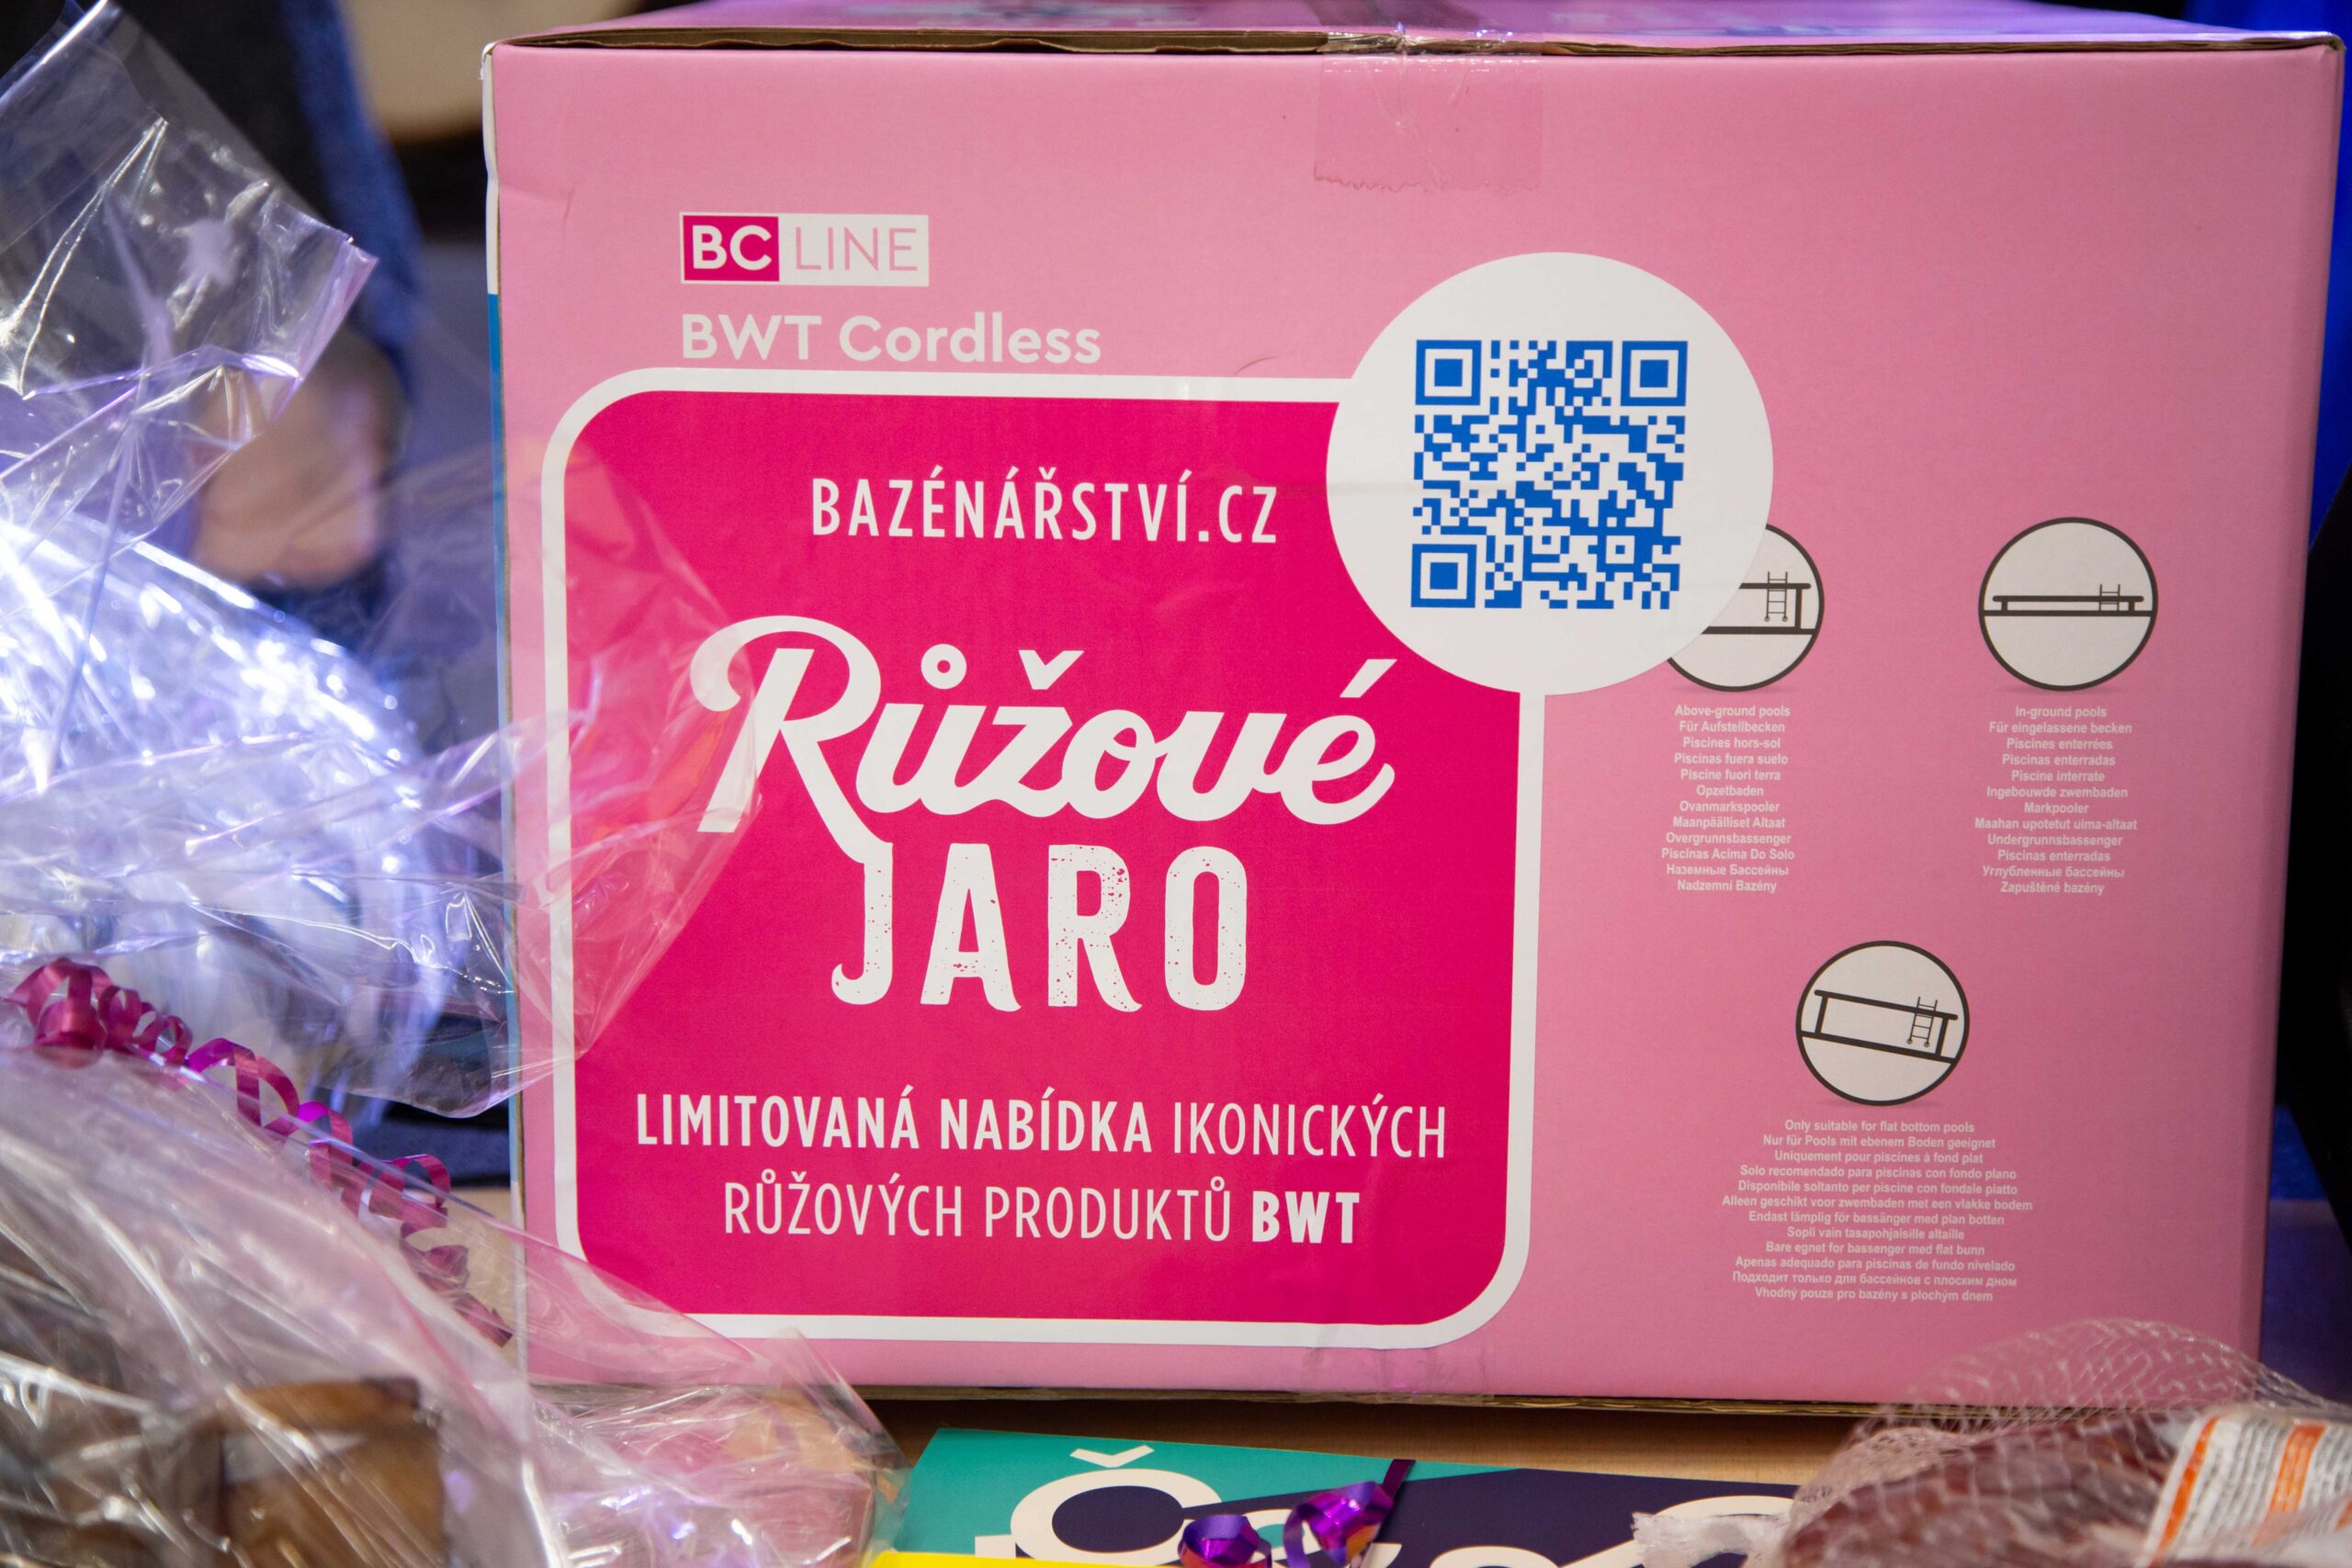 BC LINE
BWT Cordless
BAZÉNÁŘSTVÍ.CZ
Růžové
JARO
LIMITOVANÁ NABÍDKA IKONICKÝCH
RŮŽOVÝCH PRODUKTŮ BWT
Above-ground pools
Für Aufstellbecken
Piscines hors-sol
Piscinas fuera suelo
Piscine fuori terra
Opzetbaden
Ovanmarkspooler
Maanpäälliset Altaat
Overgrunnsbassenger
Piscinas Acima Do Solo
Наземные Бассейны
Nadzemní Bazény
In-ground pools
Für eingelassene becken
Piscines enterrées
Piscinas enterradas
Piscine interrate
Ingebouwde zwembaden
Markpooler
Maahan upotetut uima-altaat
Undergrunnsbassenger
Piscinas enterradas
Углубленные бассейны
Zapuštěné bazény
Only suitable for flat bottom pools
Nur für Pools mit ebenem Boden geeignet
Uniquement pour piscines à fond plat
Solo recomendado para piscinas con fondo plano
Disponibile soltanto per piscine con fondale piatto
Alleen geschikt voor zwembaden met een vlakke bodem
Endast lämplig för bassänger med plan botten
Sopii vain tasapohjaisille altaille
Bare egnet for bassenger med flat bunn
Apenas adequado para piscinas de fundo nivelado
Подходит только для бассейнов с плоским дном
Vhodný pouze pro bazény s plochým dnem